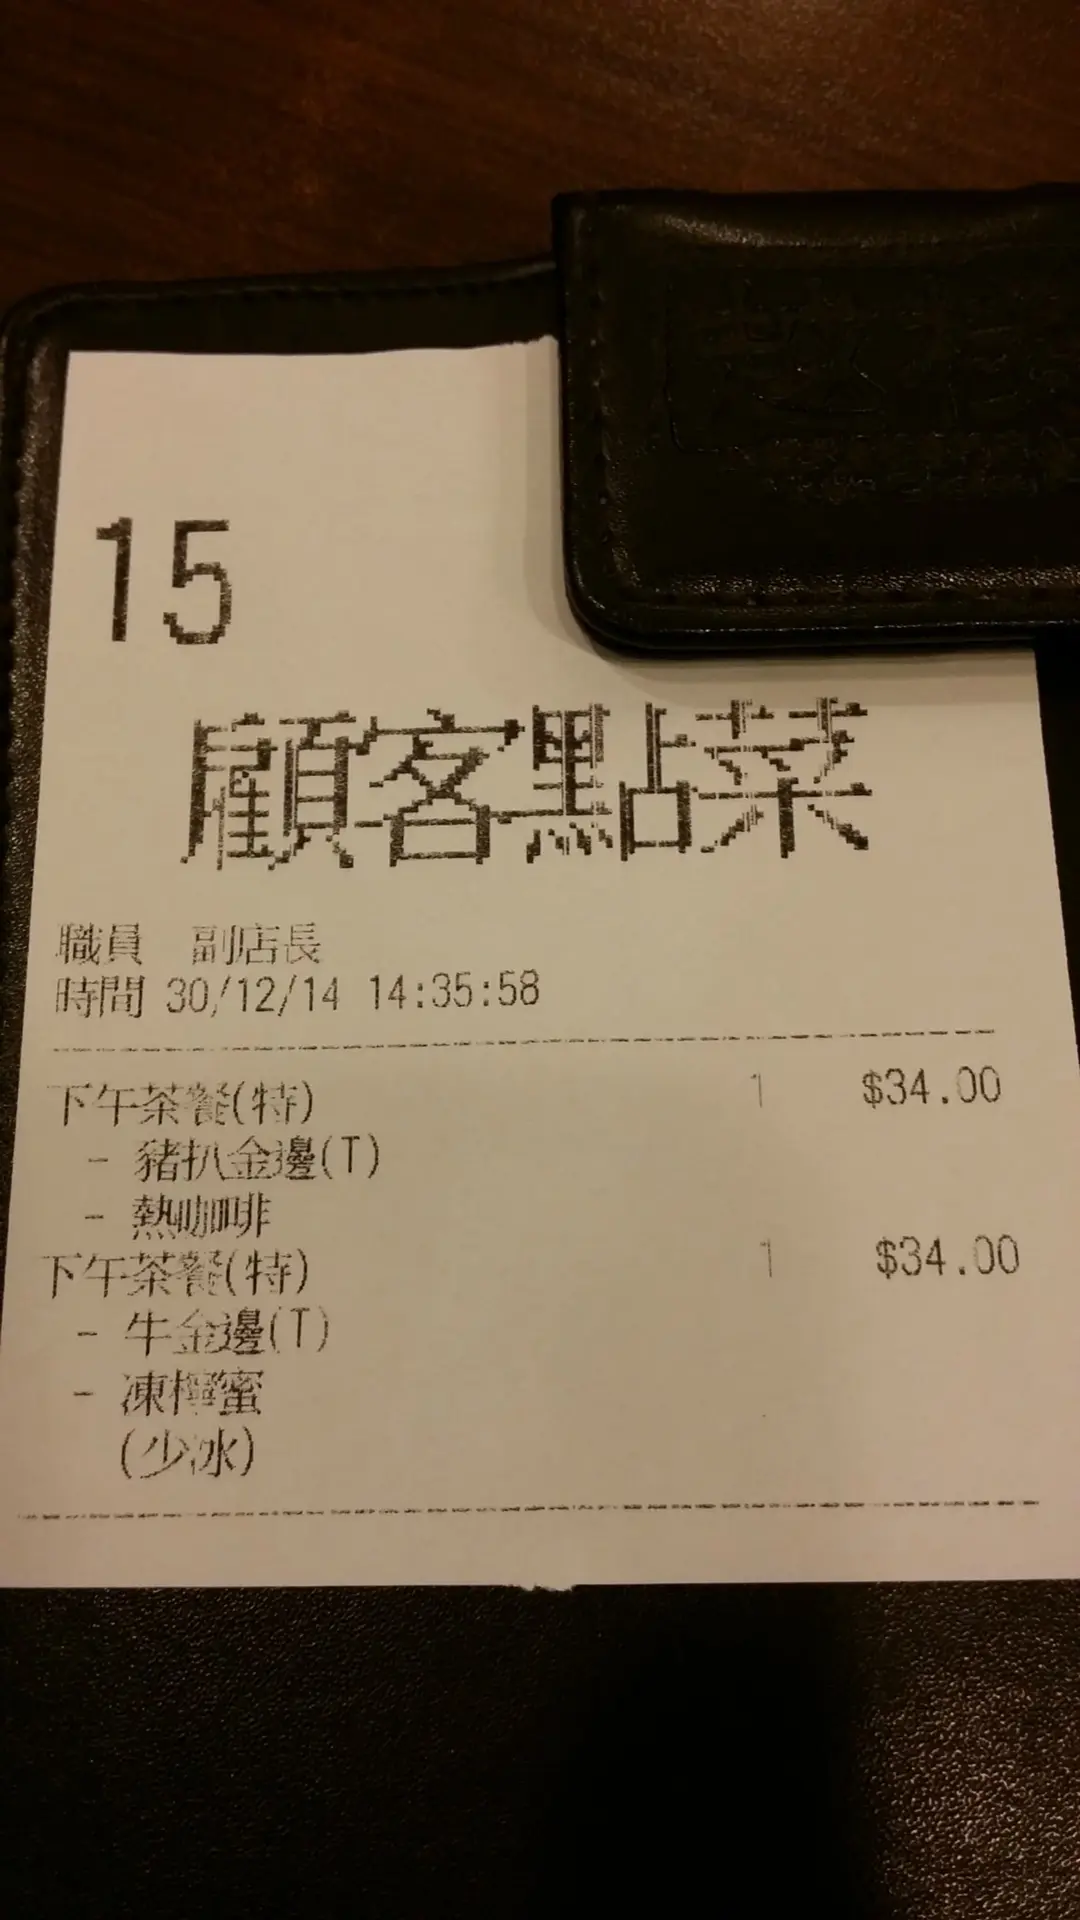 15
顧客點菜
職員 副店長
時間 30/12/14 14:35:58
下午茶餐(特) 1 $34.00
- 豬扒金邊(T)
- 熱咖啡
下午茶餐(特) 1 $34.00
- 牛金邊(T)
- 凍檸蜜
(少冰)